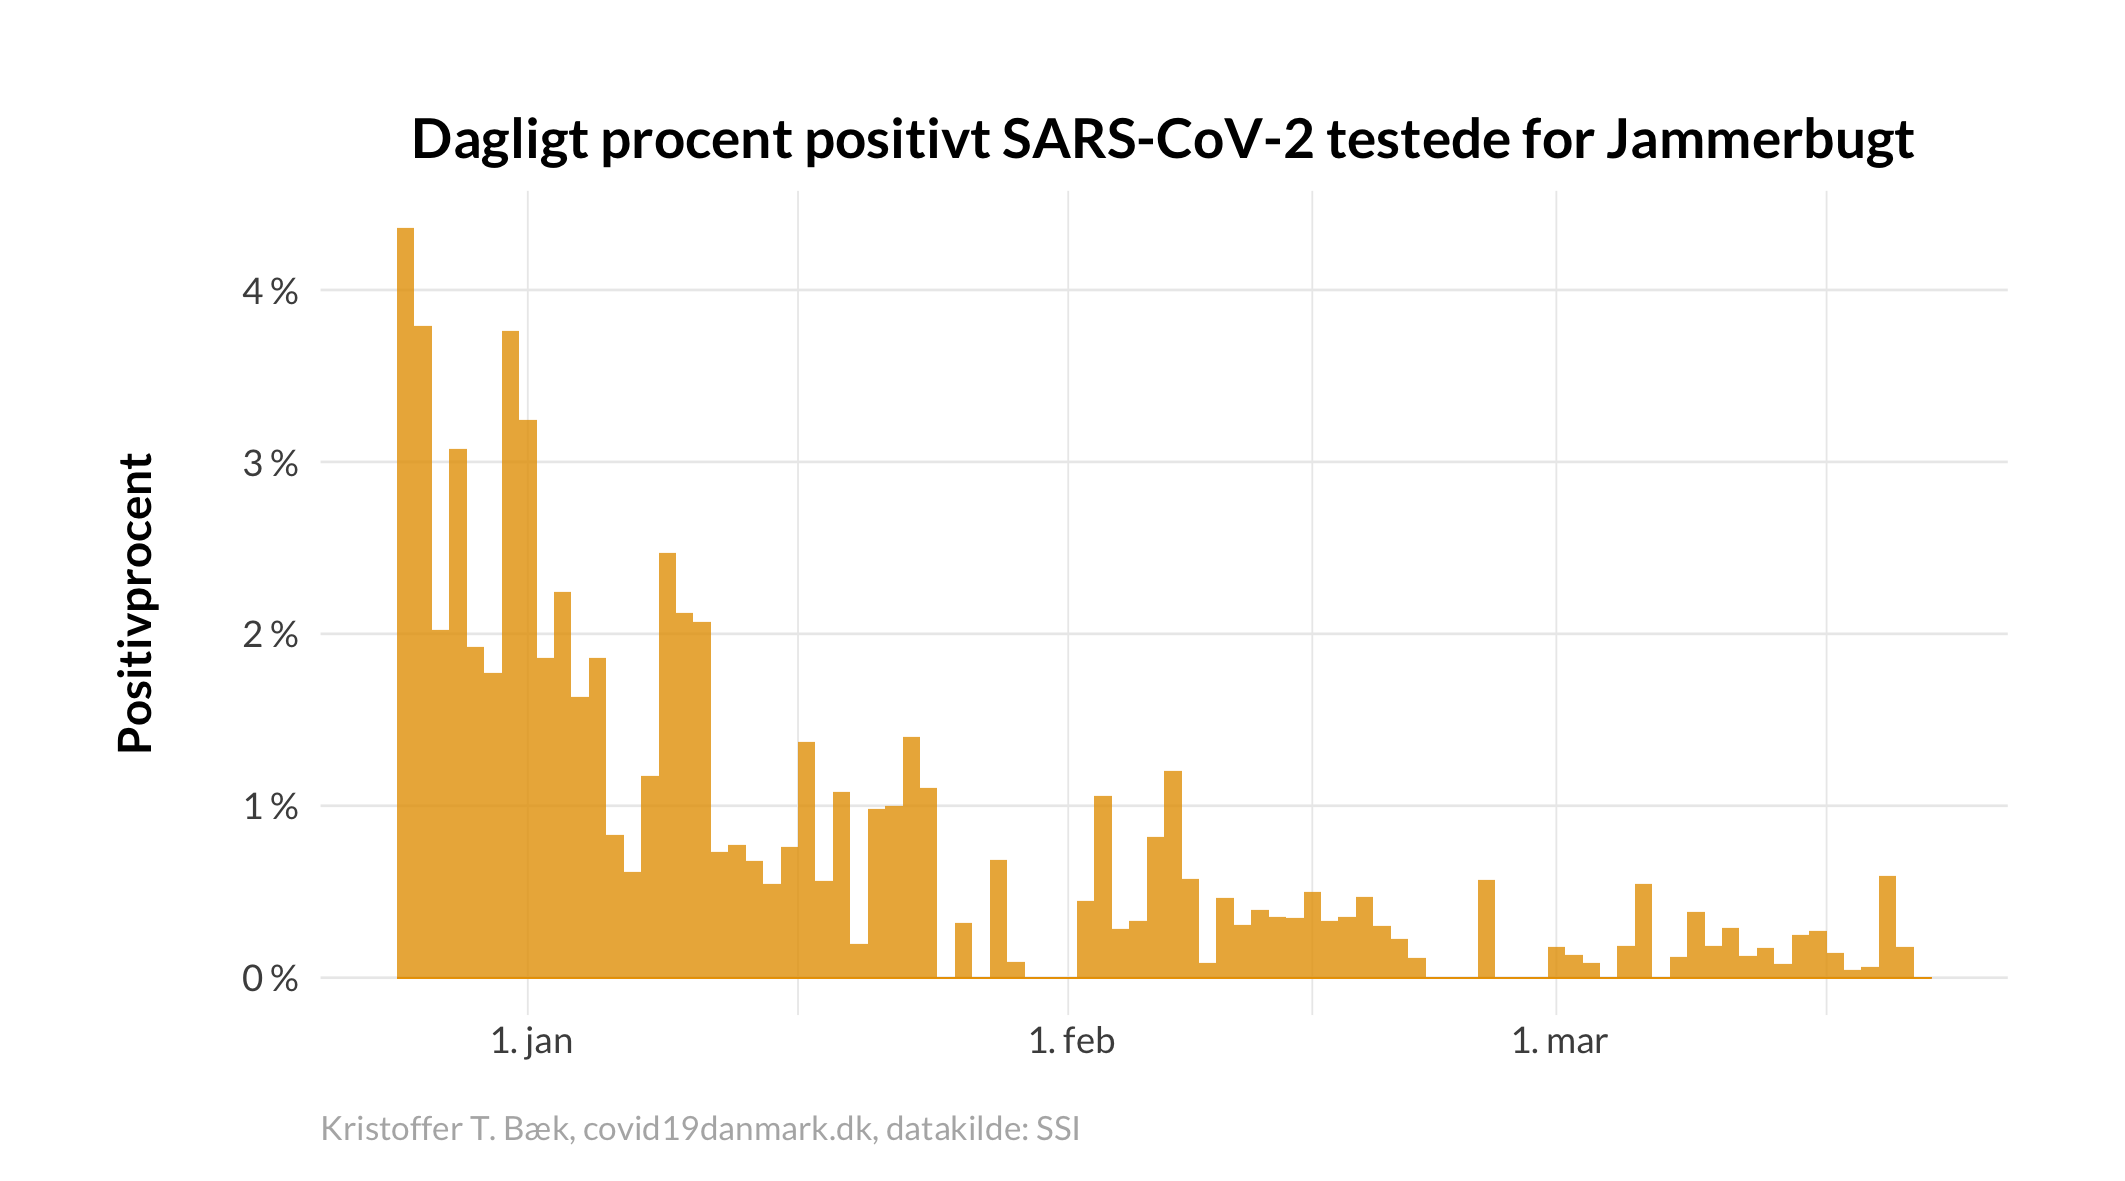 Dagligt procent positivt SARS-CoV-2 testede for Jammerbugt
Positivprocent
4 %
3 %
2 %
1 %
0 %
1. jan
1. feb
1. mar
Kristoffer T. Bæk, covid19danmark.dk, datakilde: SSI